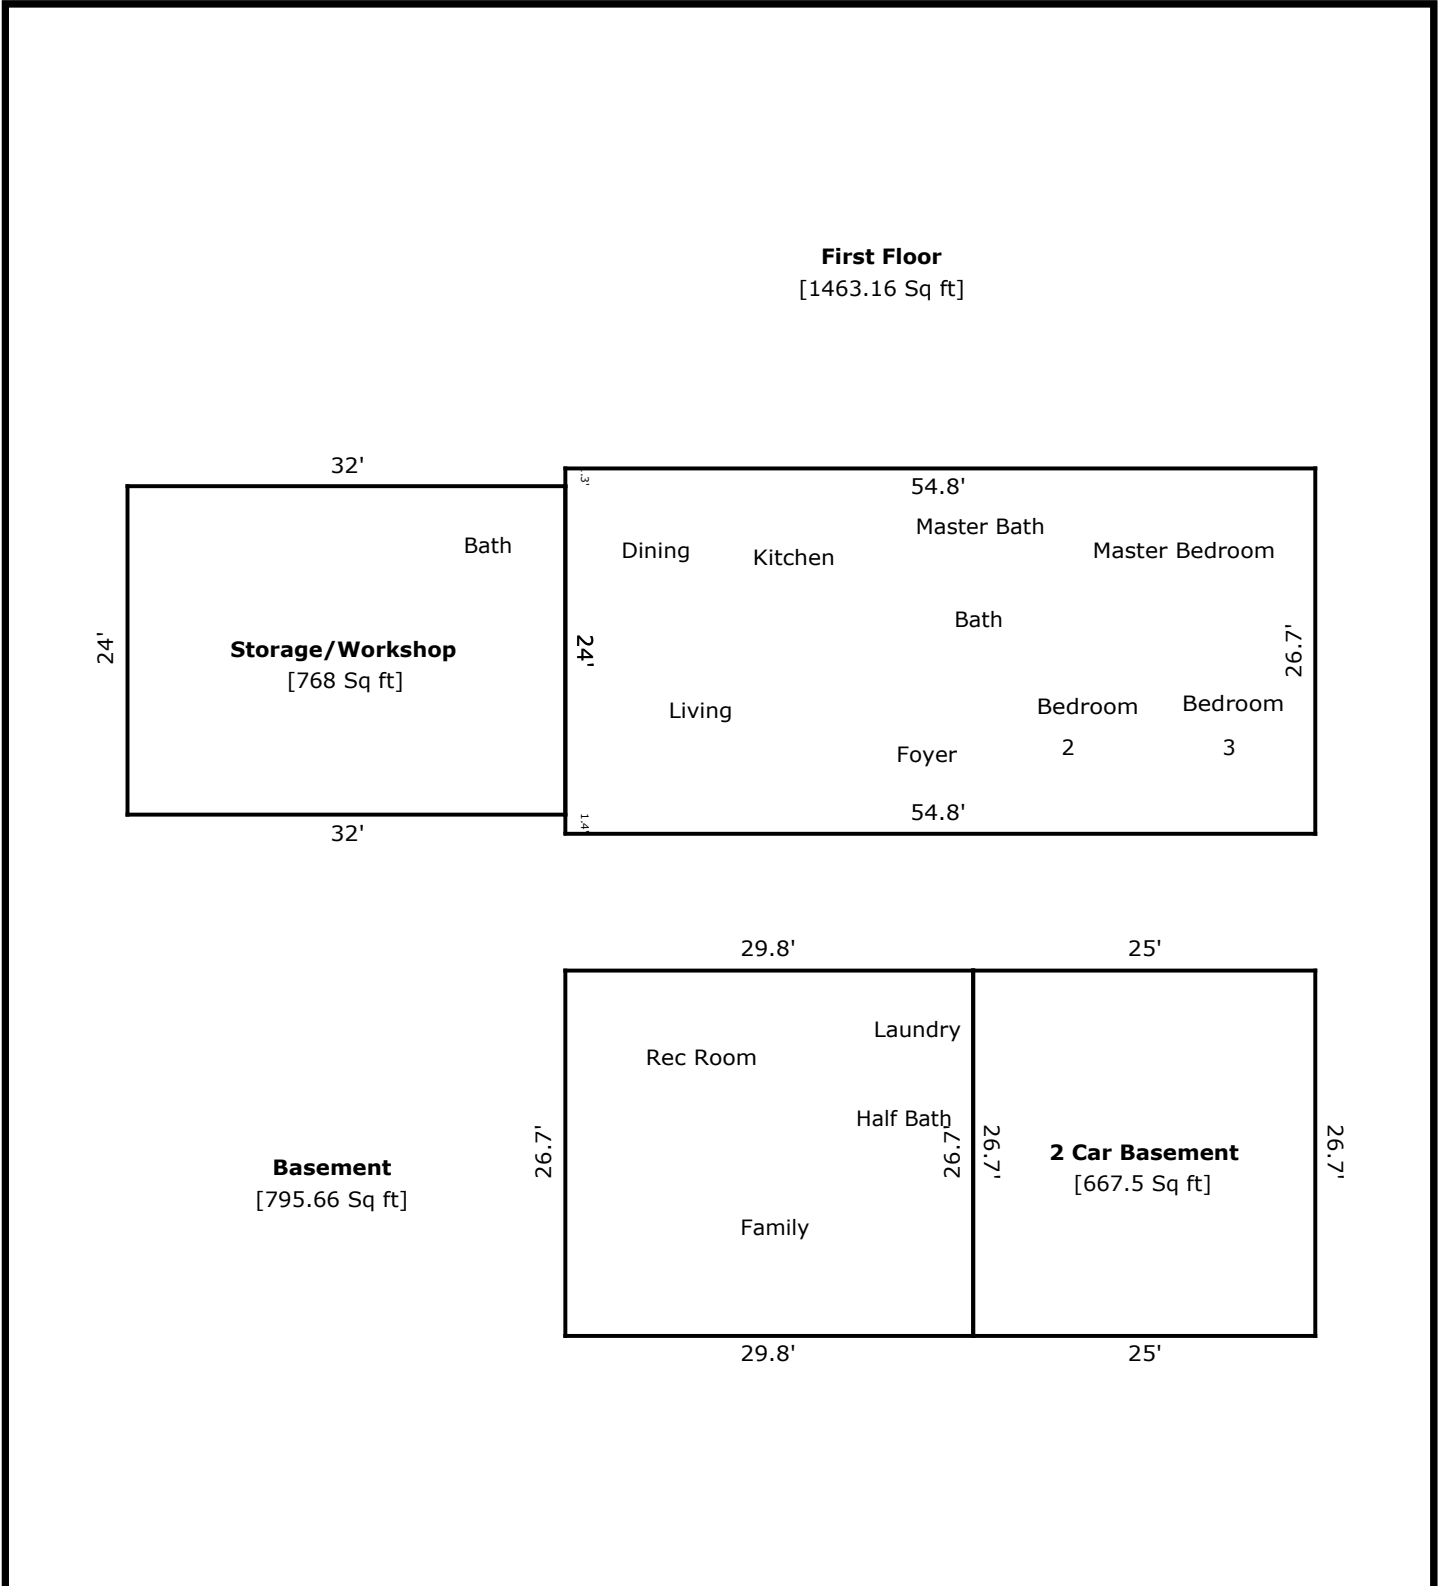 First Floor
[1463.16 Sq ft]
32'
54.8'
.3'
Master Bath
Bath
Dining
Kitchen
Master Bedroom
Bath
24'
Storage/Workshop
[768 Sq ft]
24'
26.7'
Living
Bedroom
2
Bedroom
3
Foyer
54.8'
1.4'
32'
29.8'
25'
Laundry
Rec Room
Half Bath
26.7'
26.7'
26.7'
2 Car Basement
[667.5 Sq ft]
26.7'
Basement
[795.66 Sq ft]
Family
29.8'
25'